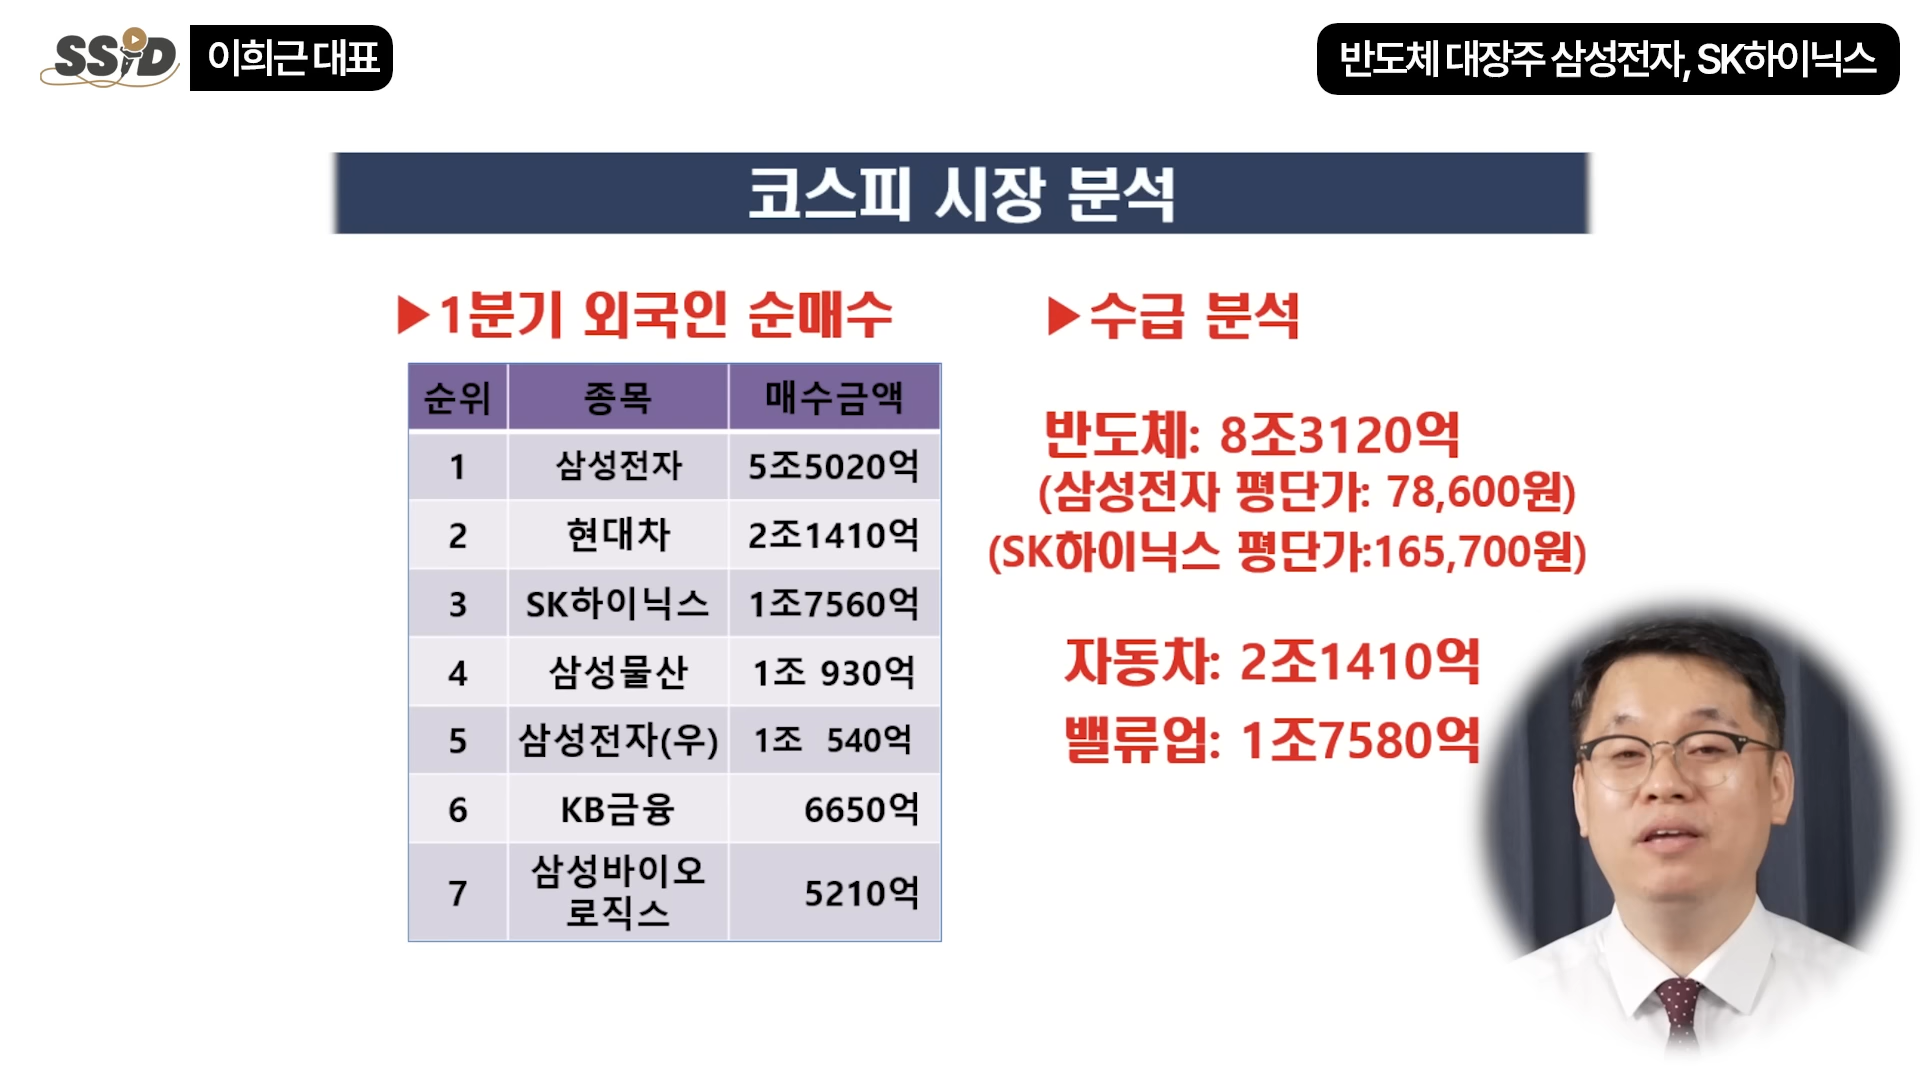 SSiD
이희근 대표
반도체 대장주 삼성전자, SK하이닉스
코스피 시장 분석
▶1분기 외국인 순매수
순위 종목 매수금액
1 삼성전자 5조5020억
2 현대차 2조1410억
3 SK하이닉스 1조7560억
4 삼성물산 1조 930억
5 삼성전자(우) 1조 540억
6 KB금융 6650억
7 삼성바이오
로직스 5210억
▶수급 분석
반도체: 8조3120억
(삼성전자 평단가: 78,600원)
(SK하이닉스 평단가:165,700원)
자동차: 2조1410억
밸류업: 1조7580억